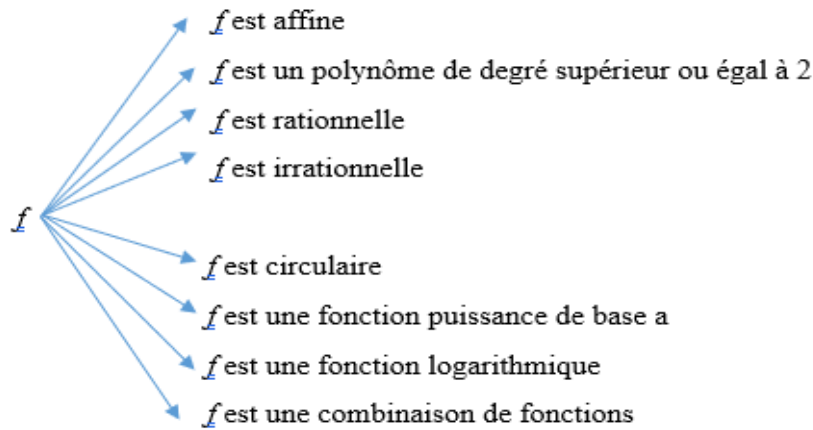 f est affine
f est un polynôme de degré supérieur ou égal à 2
f est rationnelle
f est irrationnelle
f
f est circulaire
f est une fonction puissance de base a
f est une fonction logarithmique
f est une combinaison de fonctions